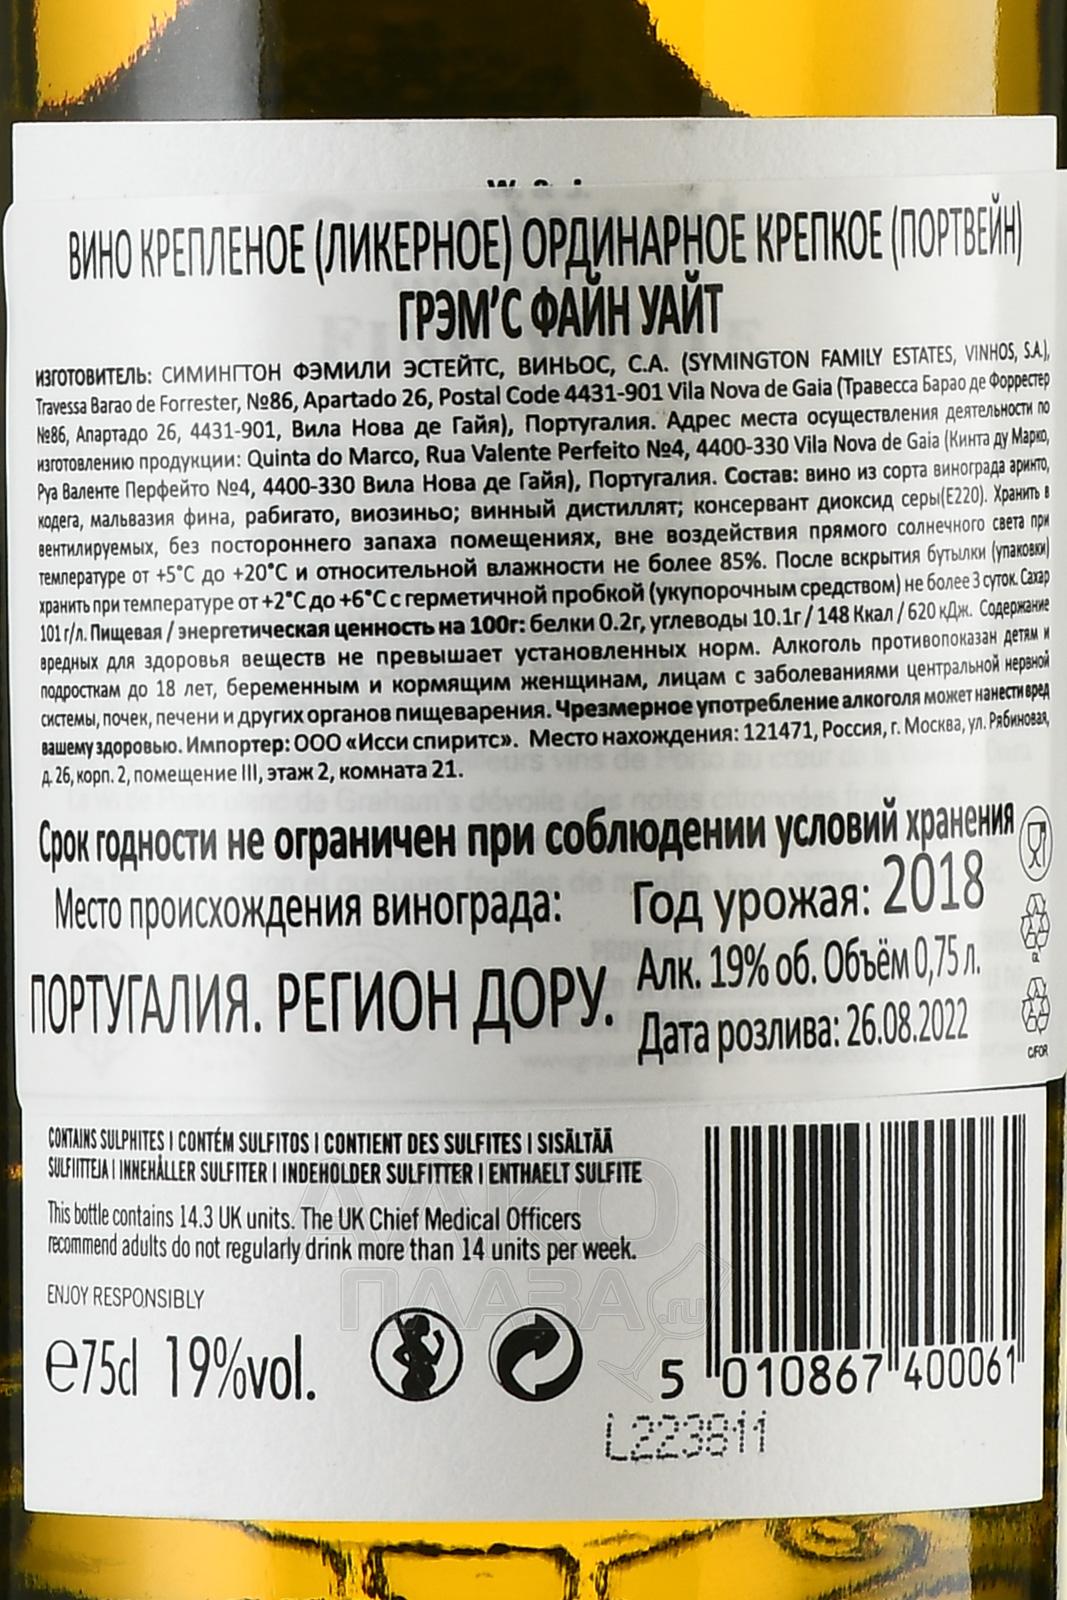 ВИНО КРЕПЛЕНОЕ (ЛИКЕРНОЕ) ОРДИНАРНОЕ КРЕПКОЕ (ПОРТВЕЙН)
ГРЭМ’С ФАЙН УАЙТ
ИЗГОТОВИТЕЛЬ: СИМИНГТОН ФЭМИЛИ ЭСТЕЙТС, ВИНЬОС, С.А. (SYMINGTON FAMILY ESTATES, VINHOS, S.A.),
Travessa Barao de Forrester, №86, Apartado 26, Postal Code 4431-901 Vila Nova de Gaia (Травесса Барао де Форрестер
№86, Апартадо 26, 4431-901, Вила Нова де Гайя), Португалия. Адрес места осуществления деятельности по
изготовлению продукции: Quinta do Marco, Rua Valente Perfeito №4, 4400-330 Vila Nova de Gaia (Кинта ду Марко,
Руа Валенте Перфейто №4, 4400-330 Вила Нова де Гайя), Португалия. Состав: вино из сорта винограда аринто,
кодега, мальвазия фина, рабигато, виозиньо; винный дистиллят; консервант диоксид серы(Е220). Хранить в
вентилируемых, без постороннего запаха помещениях, вне воздействия прямого солнечного света при
температуре от +5°С до +20°С и относительной влажности не более 85%. После вскрытия бутылки (упаковки)
хранить при температуре от +2°С до +6°С с герметичной пробкой (укупорочным средством) не более 3 суток. Сахар
101 г/л. Пищевая / энергетическая ценность на 100г: белки 0.2г, углеводы 10.1г / 148 Ккал / 620 кДж. Содержание
вредных для здоровья веществ не превышает установленных норм. Алкоголь противопоказан детям и
подросткам до 18 лет, беременным и кормящим женщинам, лицам с заболеваниями центральной нервной
системы, почек, печени и других органов пищеварения. Чрезмерное употребление алкоголя может нанести вред
вашему здоровью. Импортер: ООО «Исси спиритс». Место нахождения: 121471, Россия, г. Москва, ул. Рябиновая,
д. 26, корп. 2, помещение III, этаж 2, комната 21.
Срок годности не ограничен при соблюдении условий хранения
Место происхождения винограда:
ПОРТУГАЛИЯ. РЕГИОН ДОРУ.
Год урожая: 2018
Алк. 19% об. Объём 0,75 л.
Дата розлива: 26.08.2022
GL
C/FOR
CONTAINS SULPHITES | CONTÉM SULFITOS | CONTIENT DES SULFITES | SISÄLTÄÄ
SULFIITTEJA | INNEHÅLLER SULFITER | INDEHOLDER SULFITTER | ENTHAELT SULFITE
This bottle contains 14.3 UK units. The UK Chief Medical Officers
recommend adults do not regularly drink more than 14 units per week.
ENJOY RESPONSIBLY
℮75cl 19%vol.
5 010867 400061
L223811
АЛКО
ПЛАЗА.ru